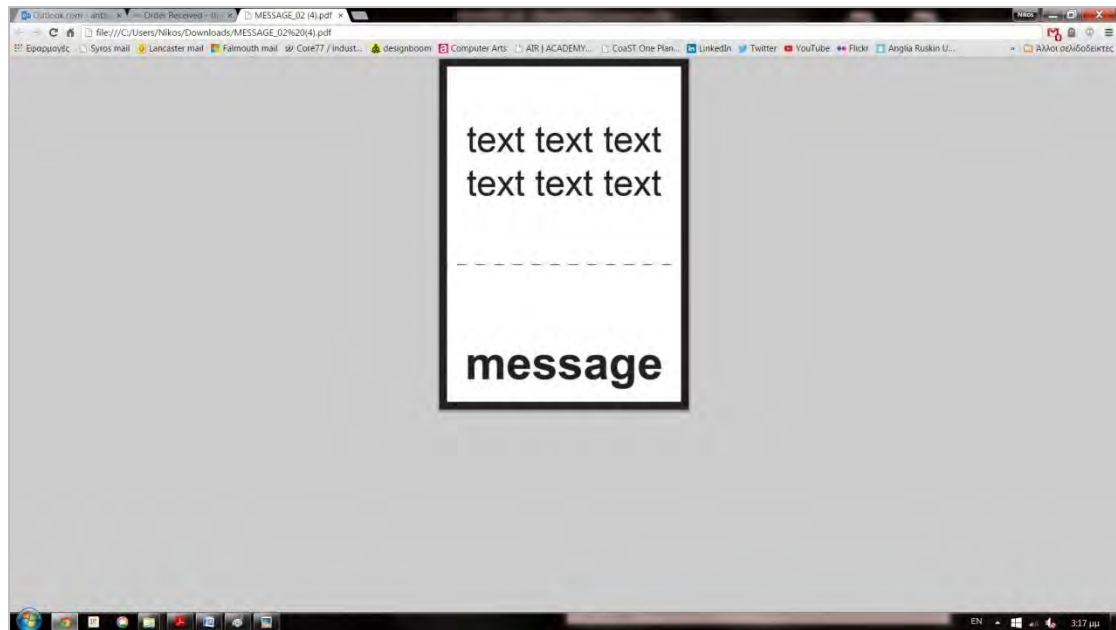 Outlook.com - antb... Order Received - U... MESSAGE_02 (4).pdf Nikos
file:///C:/Users/Nikos/Downloads/MESSAGE_02%20(4).pdf
Εφαρμογές Syros mail Lancaster mail Falmouth mail Core77 / indust... designboom Computer Arts AIR | ACADEMY... CoaST One Plan... LinkedIn Twitter YouTube Flickr Anglia Ruskin U... » Άλλοι σελιδοδείκτες
text text text
text text text
message
EN 3:17 μμ